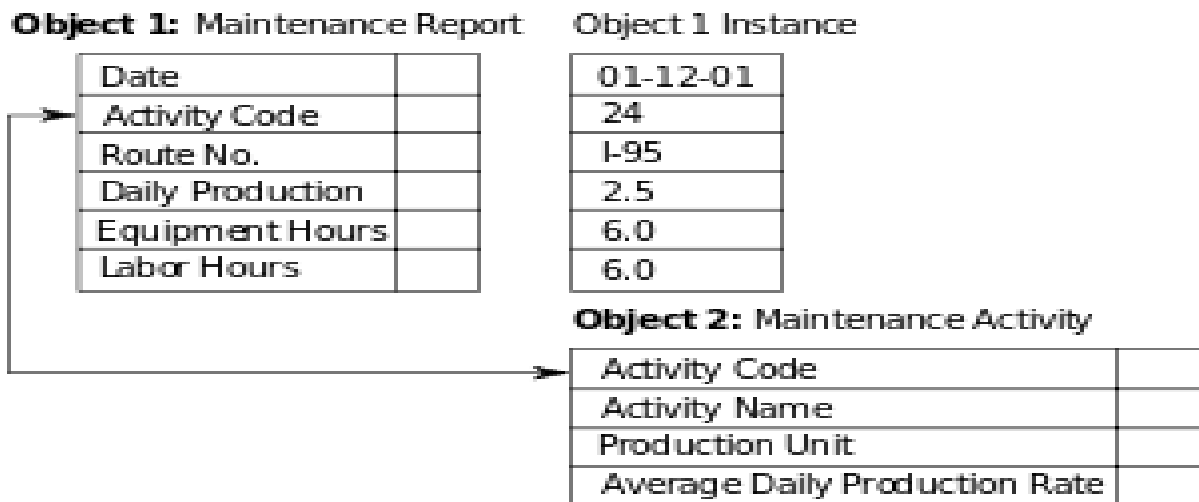 Object 1: Maintenance Report Object 1 Instance
Date 01-12-01
Activity Code 24
Route No. I-95
Daily Production 2.5
Equipment Hours 6.0
Labor Hours 6.0
Object 2: Maintenance Activity
Activity Code
Activity Name
Production Unit
Average Daily Production Rate